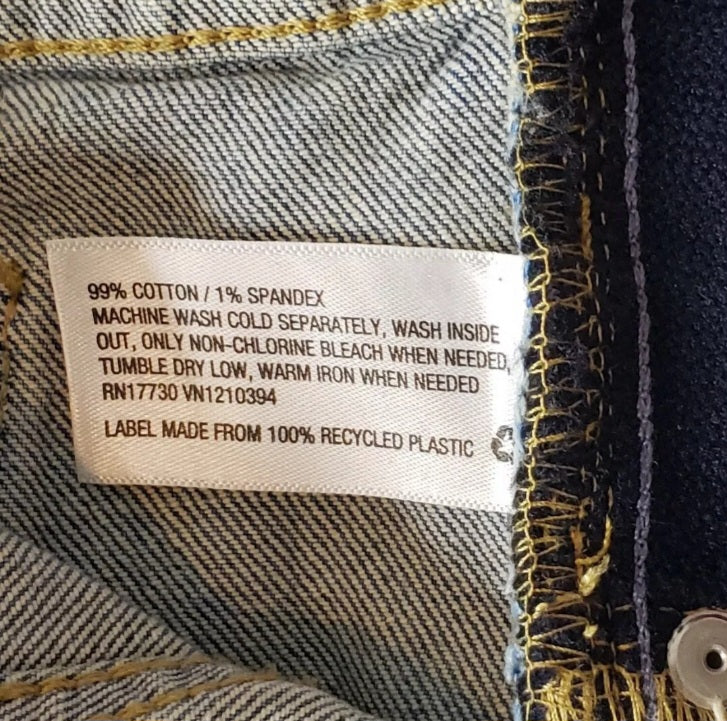 99% COTTON / 1% SPANDEX
MACHINE WASH COLD SEPARATELY, WASH INSIDE
OUT, ONLY NON-CHLORINE BLEACH WHEN NEEDED,
TUMBLE DRY LOW, WARM IRON WHEN NEEDED
RN17730 VN1210394
LABEL MADE FROM 100% RECYCLED PLASTIC